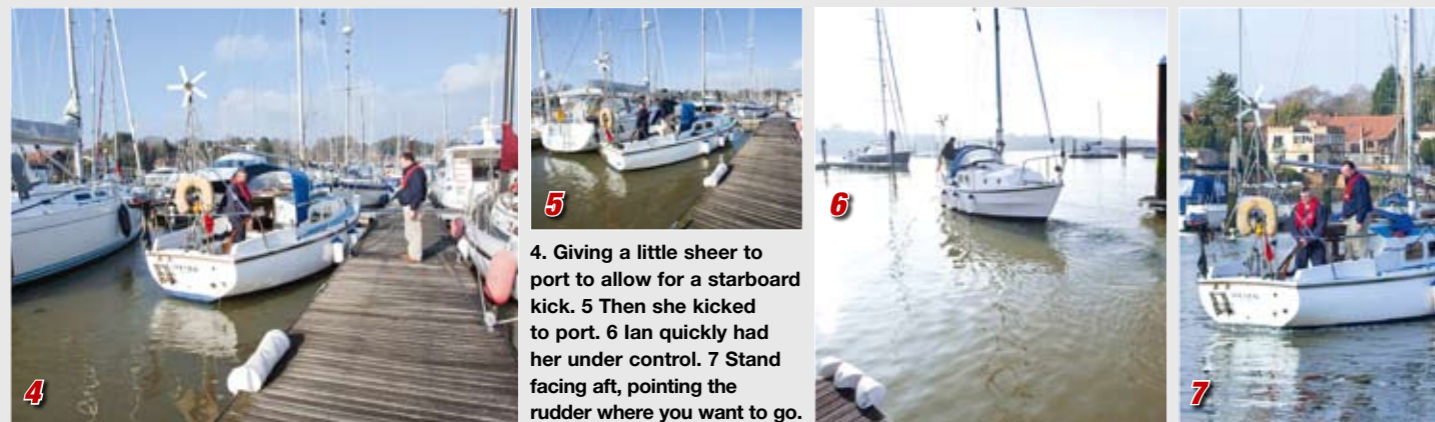 4
5
6
7
4. Giving a little sheer to
port to allow for a starboard
kick. 5 Then she kicked
to port. 6 Ian quickly had
her under control. 7 Stand
facing aft, pointing the
rudder where you want to go.